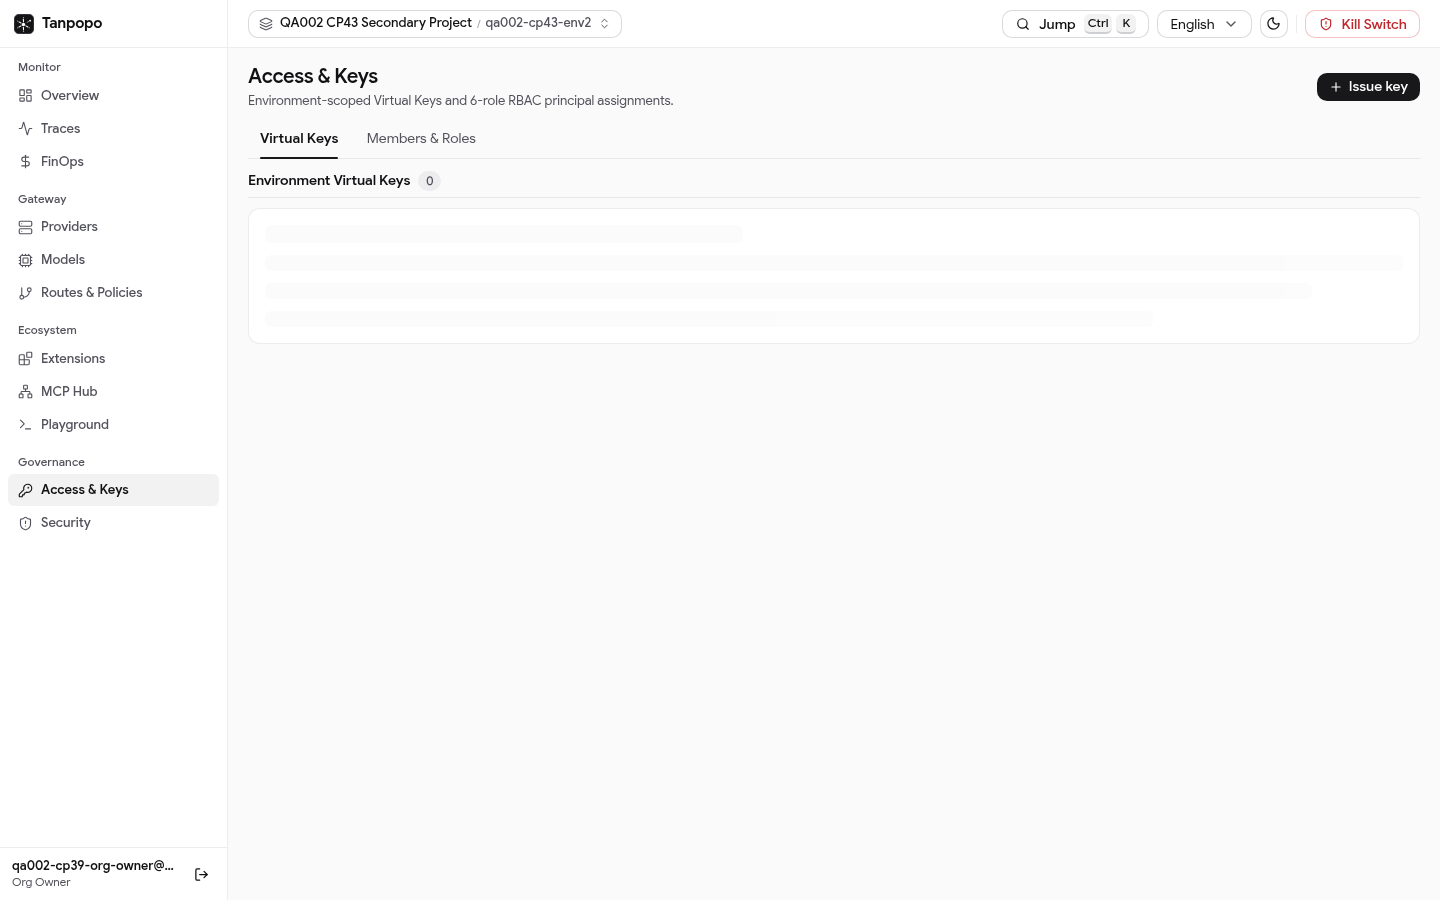 Tanpopo
QA002 CP43 Secondary Project / qa002-cp43-env2
Jump Ctrl K
English
Kill Switch
Monitor
Overview
Traces
FinOps
Gateway
Providers
Models
Routes & Policies
Ecosystem
Extensions
MCP Hub
Playground
Governance
Access & Keys
Security
qa002-cp39-org-owner@...
Org Owner
Access & Keys
Environment-scoped Virtual Keys and 6-role RBAC principal assignments.
Issue key
Virtual Keys
Members & Roles
Environment Virtual Keys 0